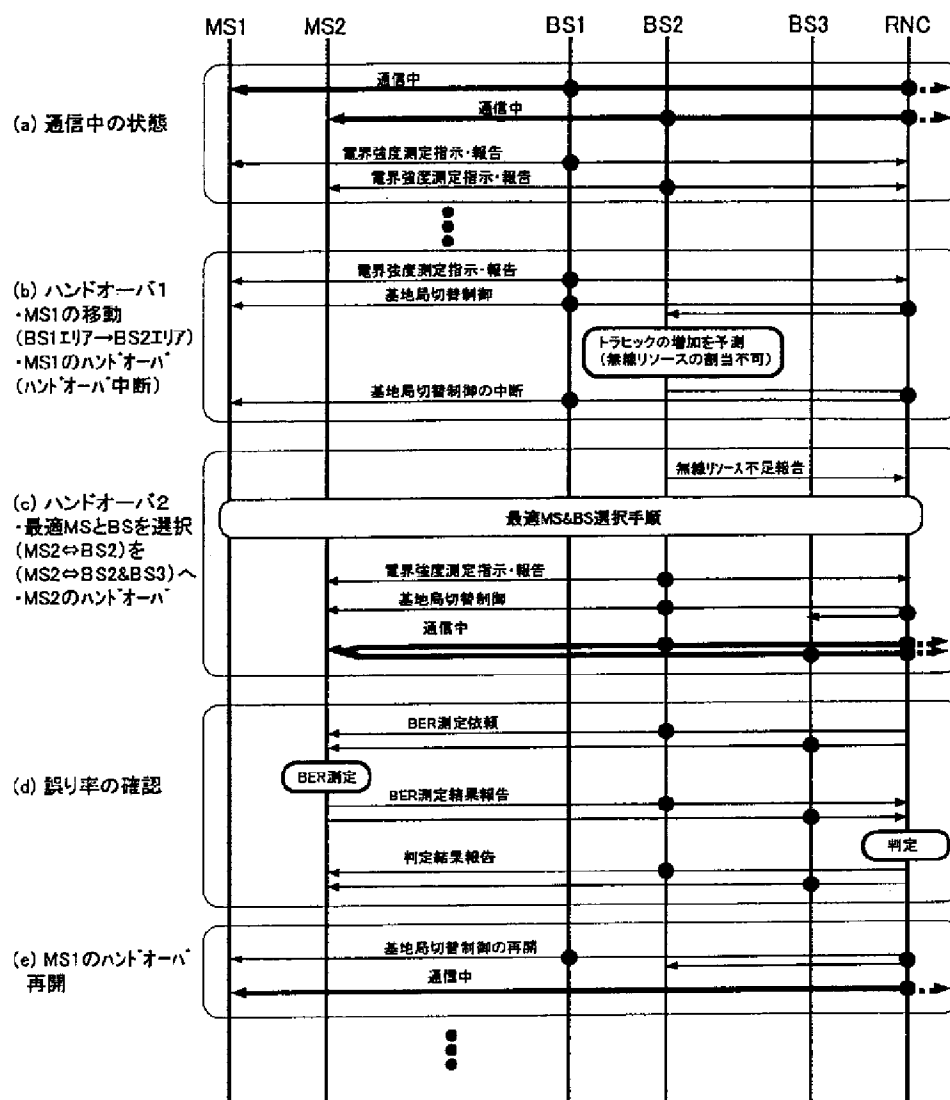 MS1 MS2 BS1 BS2 BS3 RNC
(a) 通信中の状態
通信中
通信中
電界強度測定指示・報告
電界強度測定指示・報告
(b) ハンドオーバ1
・MS1の移動
(BS1エリア→BS2エリア)
・MS1のハンドオーバ
(ハンドオーバ中断)
電界強度測定指示・報告
基地局切替制御
トラヒックの増加を予測
(無線リソースの割当不可)
基地局切替制御の中断
(c) ハンドオーバ2
・最適MSとBSを選択
(MS2⇔BS2)を
(MS2⇔BS2&BS3)へ
・MS2のハンドオーバ
無線リソース不足報告
最適MS&BS選択手順
電界強度測定指示・報告
基地局切替制御
通信中
(d) 誤り率の確認
BER測定依頼
BER測定
BER測定結果報告
判定
判定結果報告
(e) MS1のハンドオーバ
再開
基地局切替制御の再開
通信中